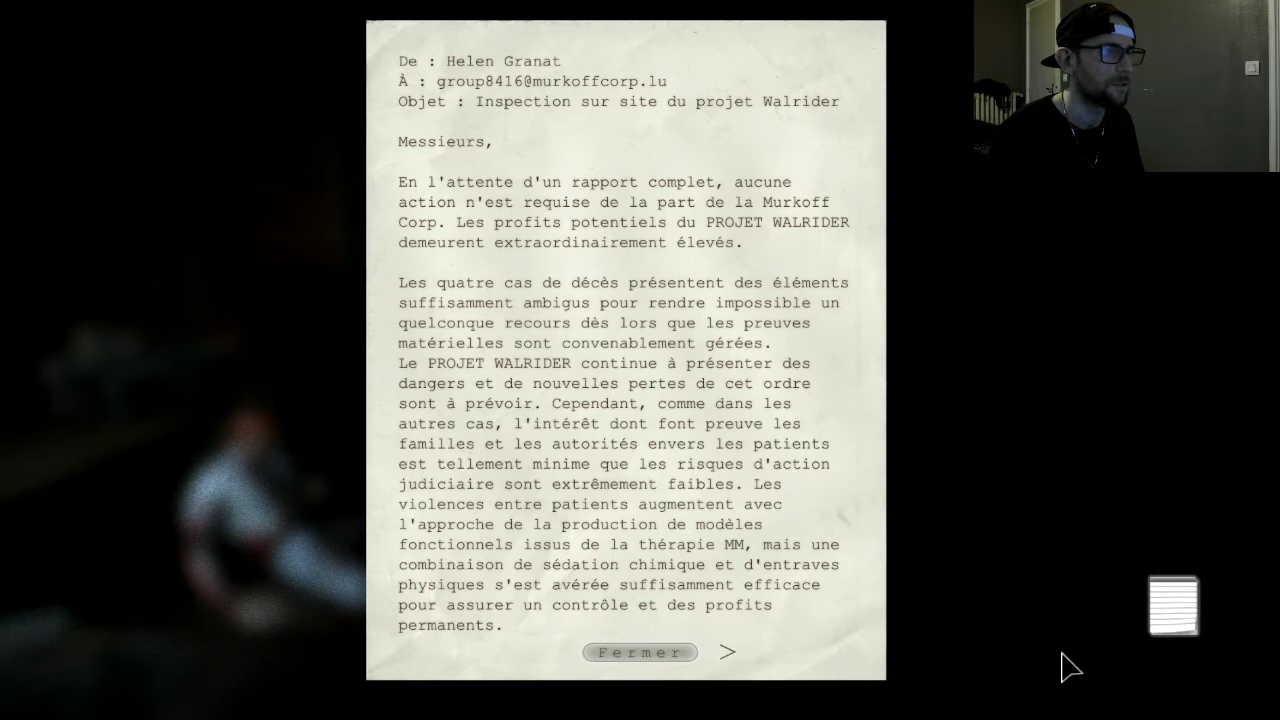 De : Helen Granat
À : group8416@murkoffcorp.lu
Objet : Inspection sur site du projet Walrider
Messieurs,
En l'attente d'un rapport complet, aucune
action n'est requise de la part de la Murkoff
Corp. Les profits potentiels du PROJET WALRIDER
demeurent extraordinairement élevés.
Les quatre cas de décès présentent des éléments
suffisamment ambigus pour rendre impossible un
quelconque recours dès lors que les preuves
matérielles sont convenablement gérées.
Le PROJET WALRIDER continue à présenter des
dangers et de nouvelles pertes de cet ordre
sont à prévoir. Cependant, comme dans les
autres cas, l'intérêt dont font preuve les
familles et les autorités envers les patients
est tellement minime que les risques d'action
judiciaire sont extrêmement faibles. Les
violences entre patients augmentent avec
l'approche de la production de modèles
fonctionnels issus de la thérapie MM, mais une
combinaison de sédation chimique et d'entraves
physiques s'est avérée suffisamment efficace
pour assurer un contrôle et des profits
permanents.
Fermer >